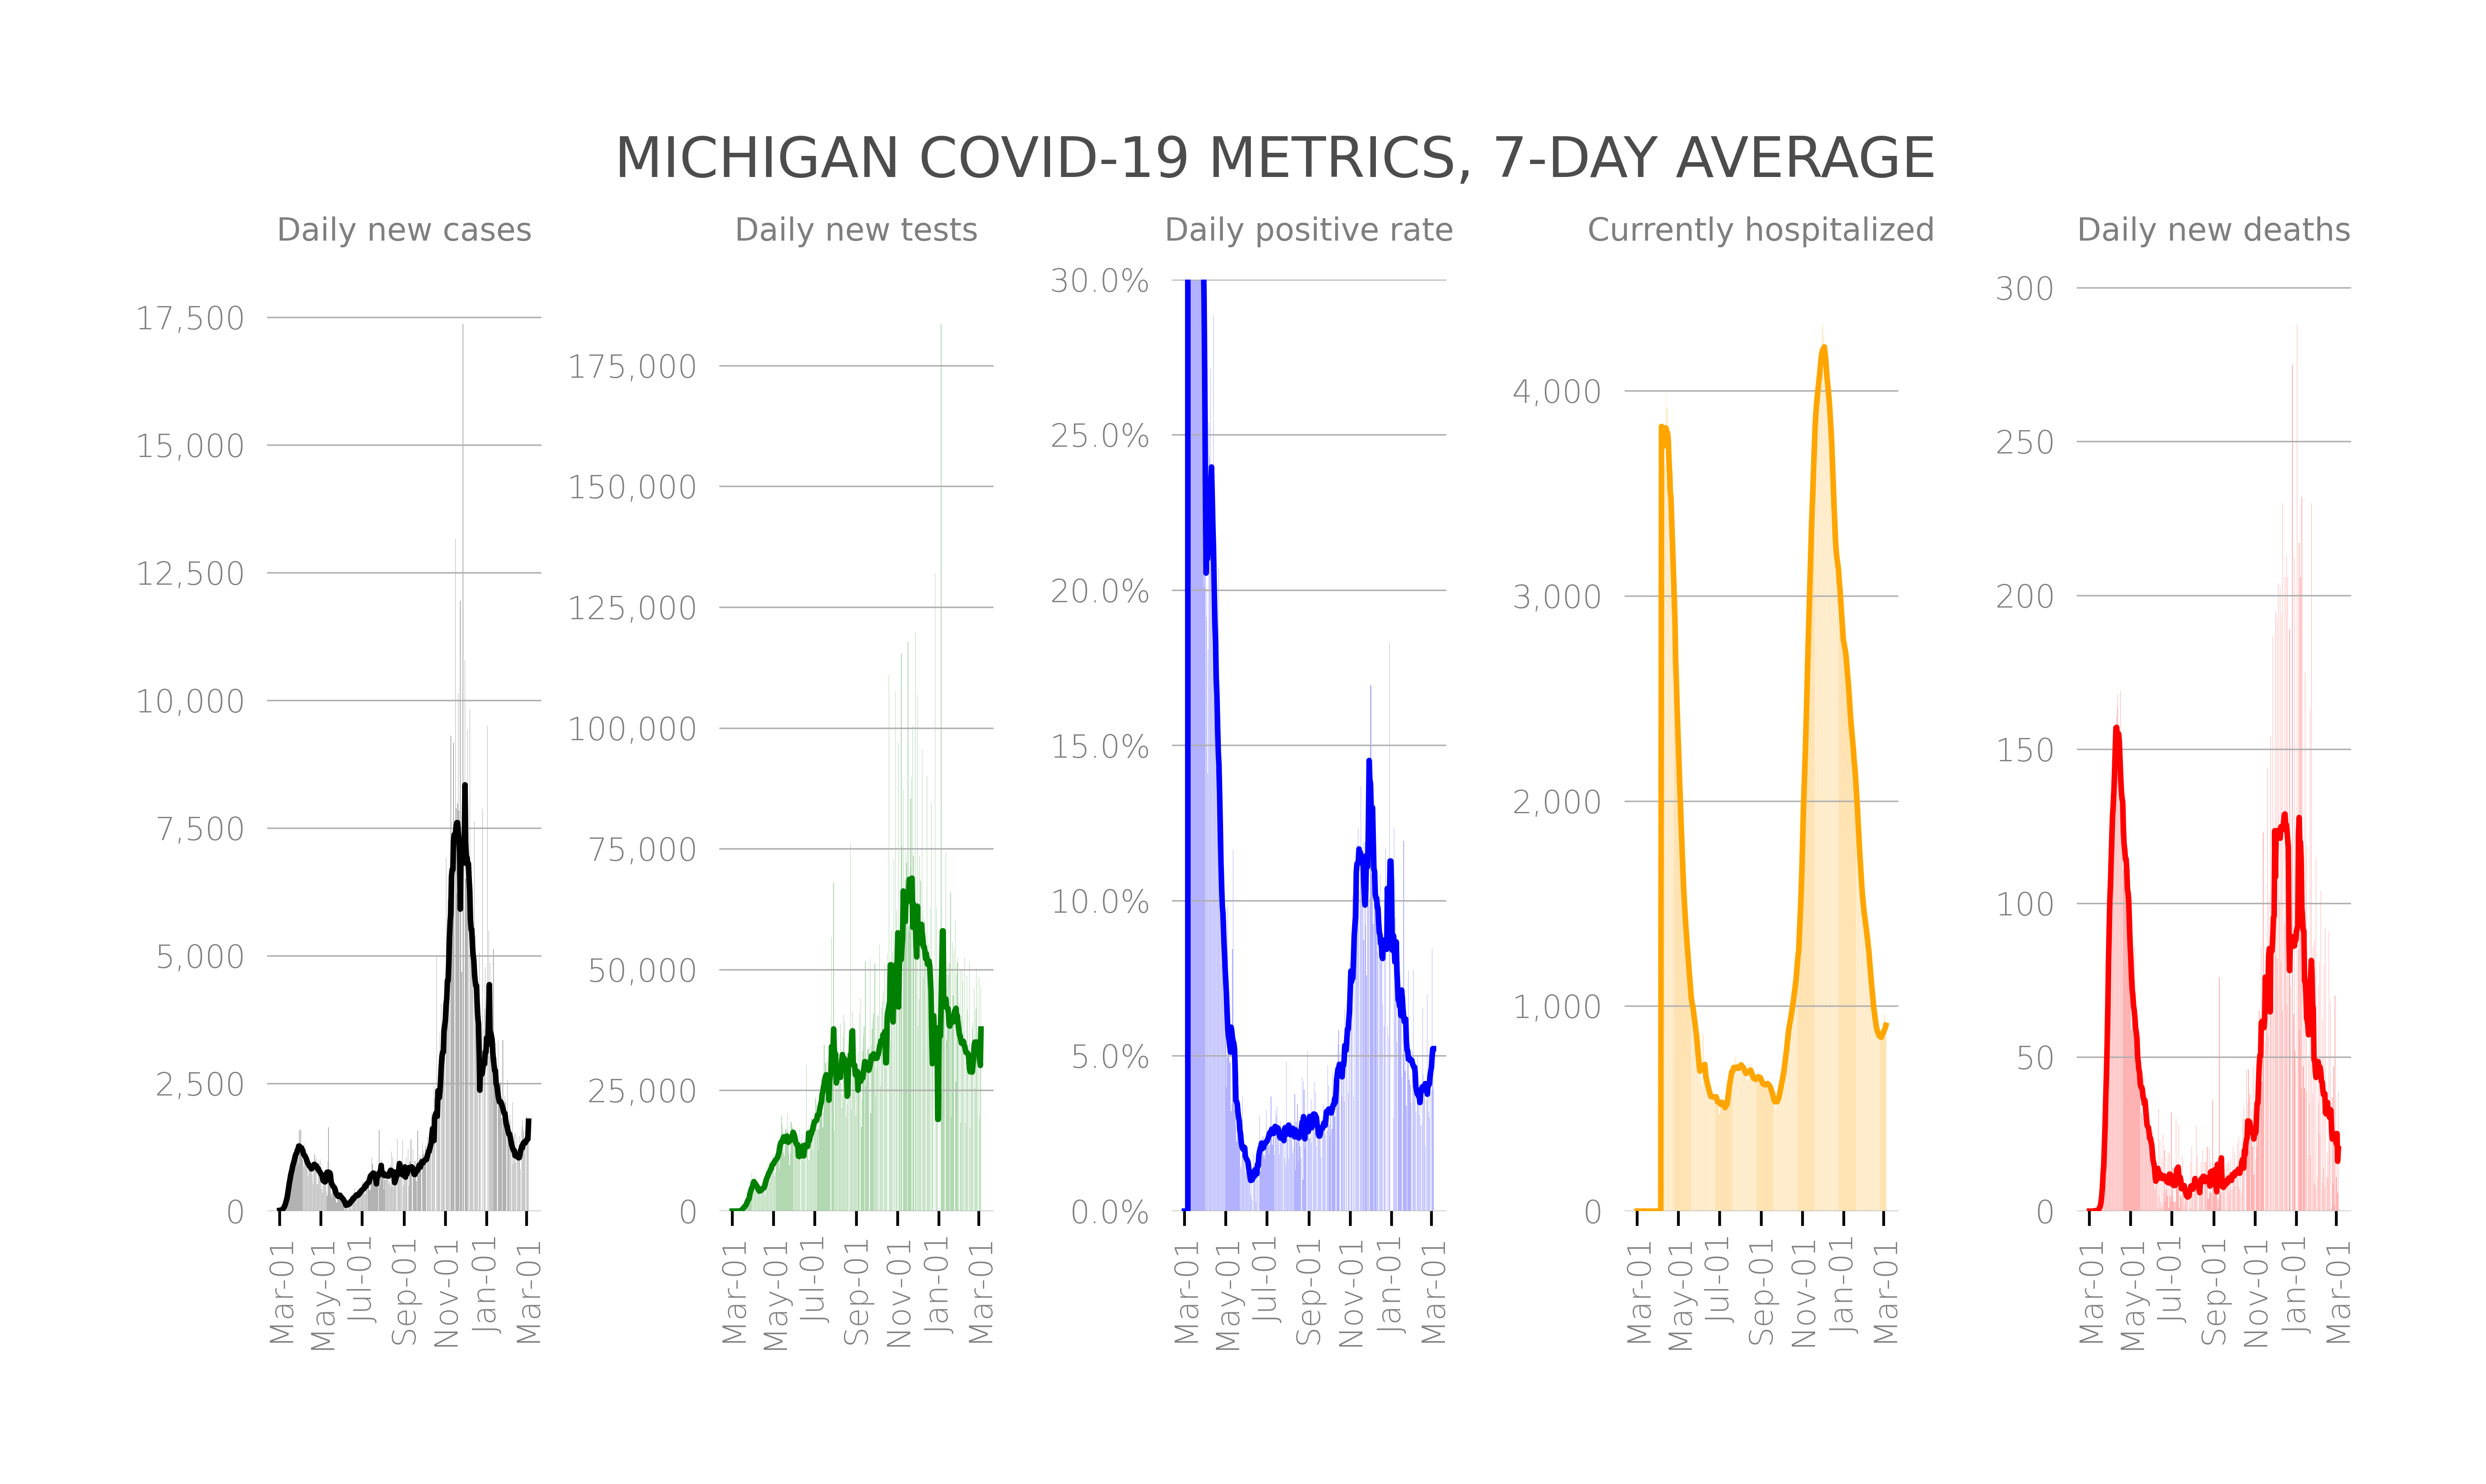 MICHIGAN COVID-19 METRICS, 7-DAY AVERAGE
Daily new cases
17,500
15,000
12,500
10,000
7,500
5,000
2,500
0
Mar-01
May-01
Jul-01
Sep-01
Nov-01
Jan-01
Mar-01
Daily new tests
175,000
150,000
125,000
100,000
75,000
50,000
25,000
0
Mar-01
May-01
Jul-01
Sep-01
Nov-01
Jan-01
Mar-01
Daily positive rate
30.0%
25.0%
20.0%
15.0%
10.0%
5.0%
0.0%
Mar-01
May-01
Jul-01
Sep-01
Nov-01
Jan-01
Mar-01
Currently hospitalized
4,000
3,000
2,000
1,000
0
Mar-01
May-01
Jul-01
Sep-01
Nov-01
Jan-01
Mar-01
Daily new deaths
300
250
200
150
100
50
0
Mar-01
May-01
Jul-01
Sep-01
Nov-01
Jan-01
Mar-01